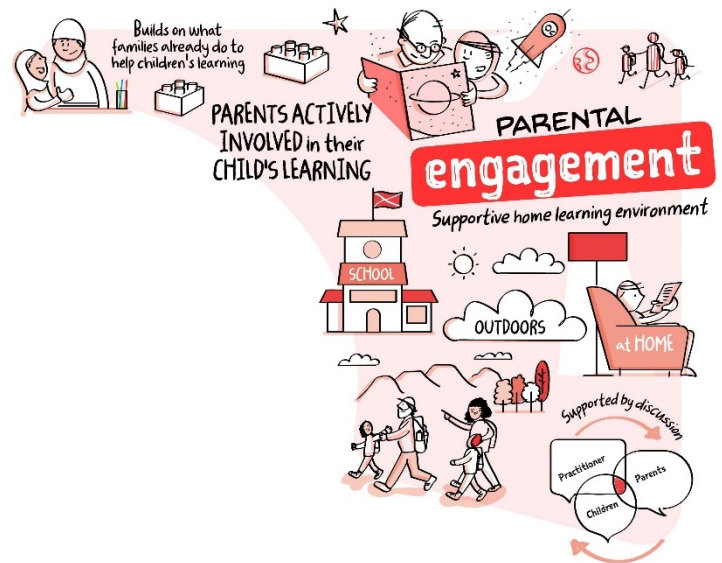 Builds on what
families already do to
help children's learning
PARENTS ACTIVELY
INVOLVED in their
CHILD'S LEARNING
PARENTAL
engagement
Supportive home learning environment
SCHOOL
OUTDOORS
at HOME
Supported by discussion
Practitioner
Parents
Children